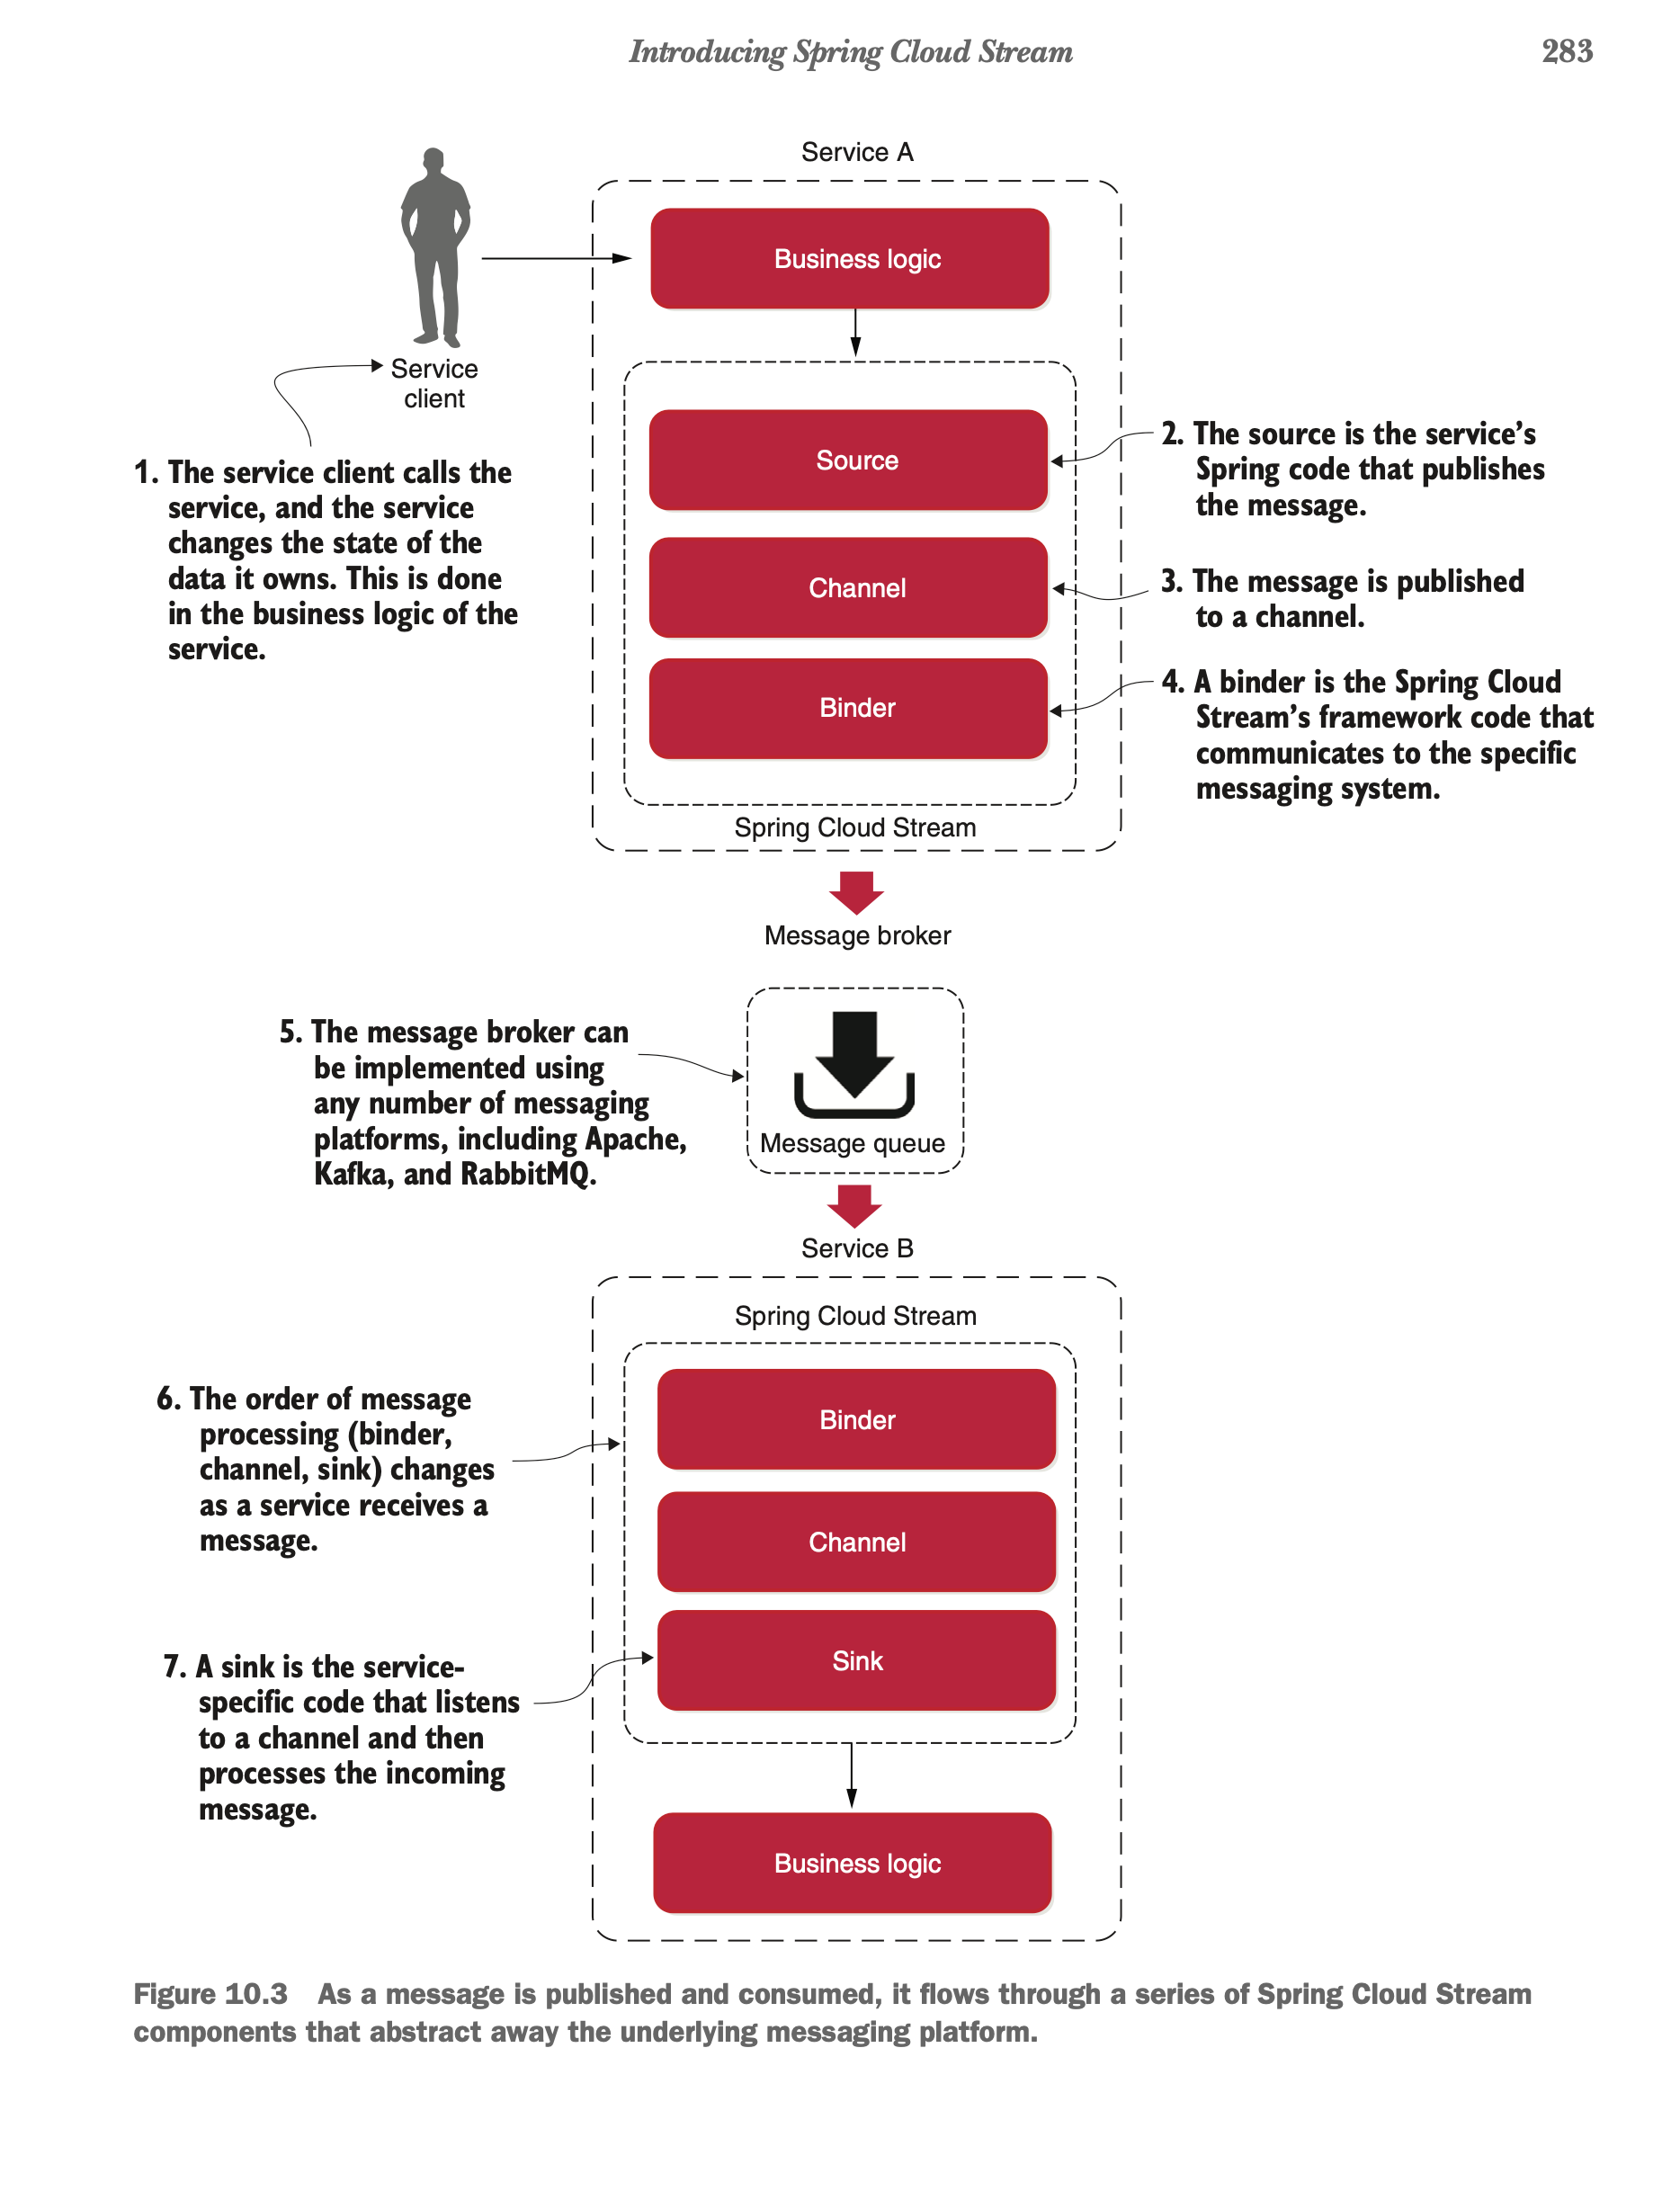 Introducing Spring Cloud Stream 283
Service A
Business logic
Service
client
1. The service client calls the
service, and the service
changes the state of the
data it owns. This is done
in the business logic of the
service.
Source
2. The source is the service’s
Spring code that publishes
the message.
Channel
3. The message is published
to a channel.
Binder
4. A binder is the Spring Cloud
Stream’s framework code that
communicates to the specific
messaging system.
Spring Cloud Stream
Message broker
5. The message broker can
be implemented using
any number of messaging
platforms, including Apache,
Kafka, and RabbitMQ.
Message queue
Service B
Spring Cloud Stream
Binder
6. The order of message
processing (binder,
channel, sink) changes
as a service receives a
message.
Channel
Sink
7. A sink is the service-
specific code that listens
to a channel and then
processes the incoming
message.
Business logic
Figure 10.3 As a message is published and consumed, it flows through a series of Spring Cloud Stream
components that abstract away the underlying messaging platform.